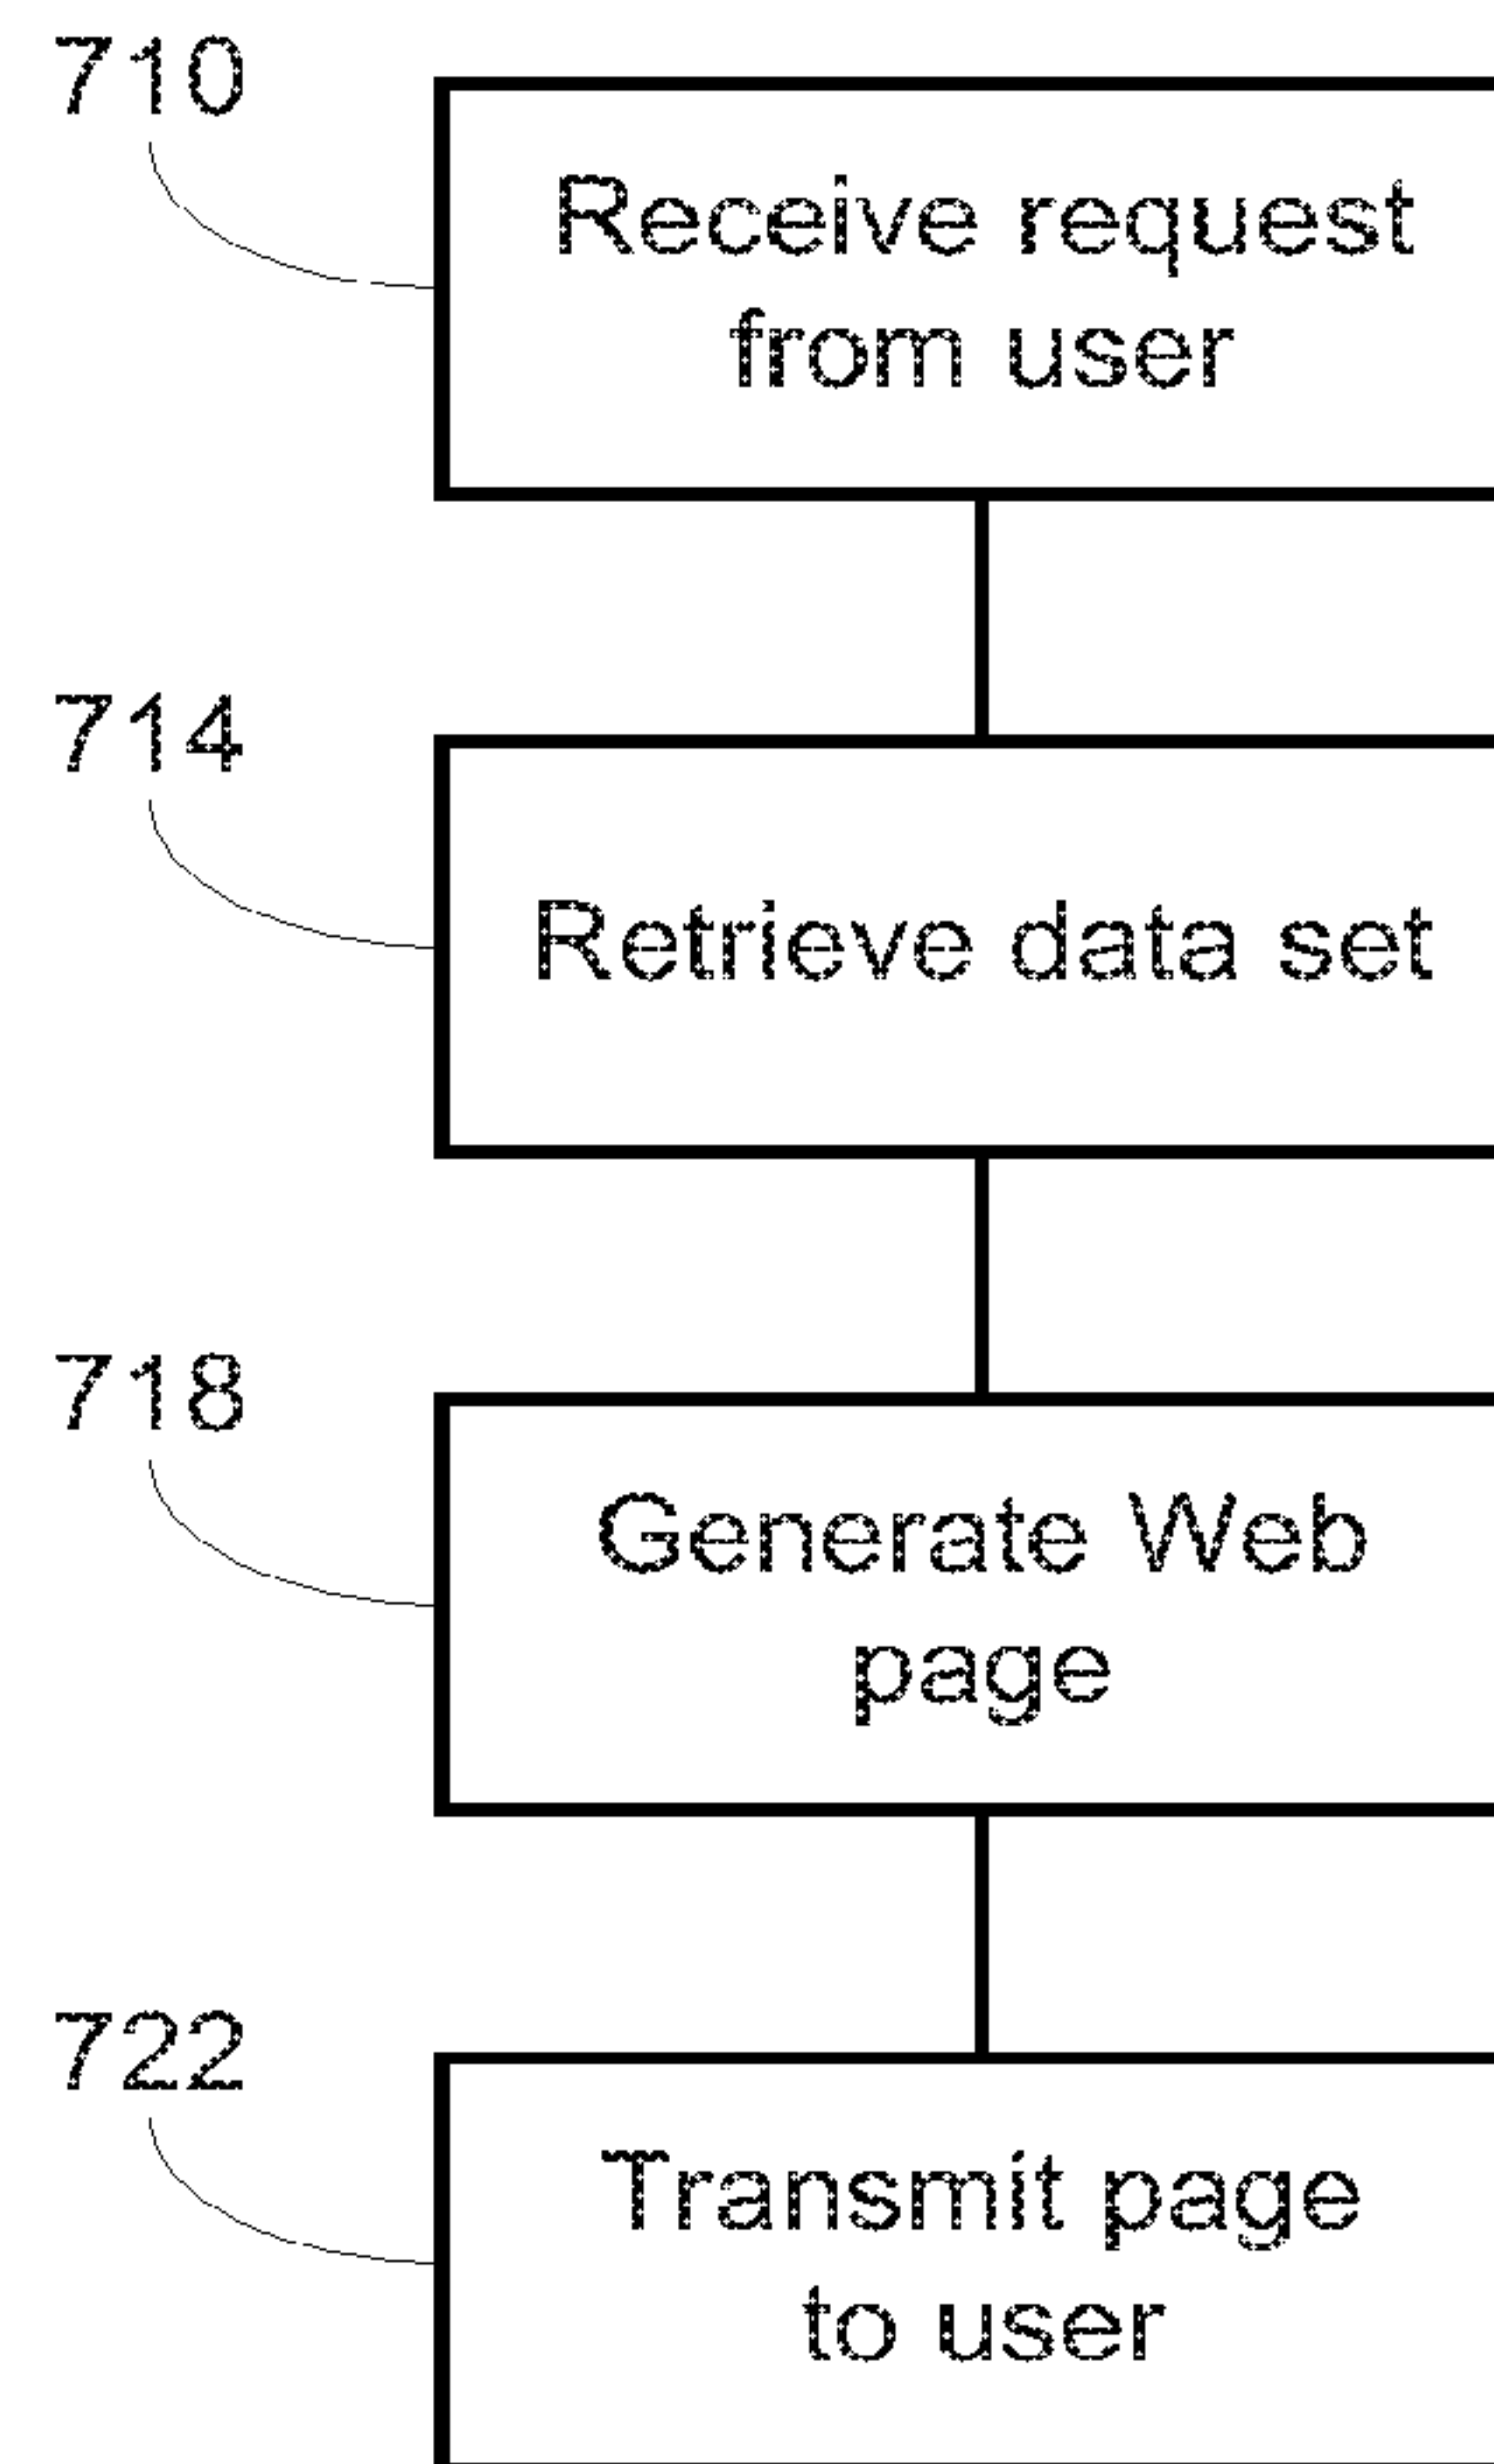 710
Receive request
from user
714
Retrieve data set
718
Generate Web
page
722
Transmit page
to user